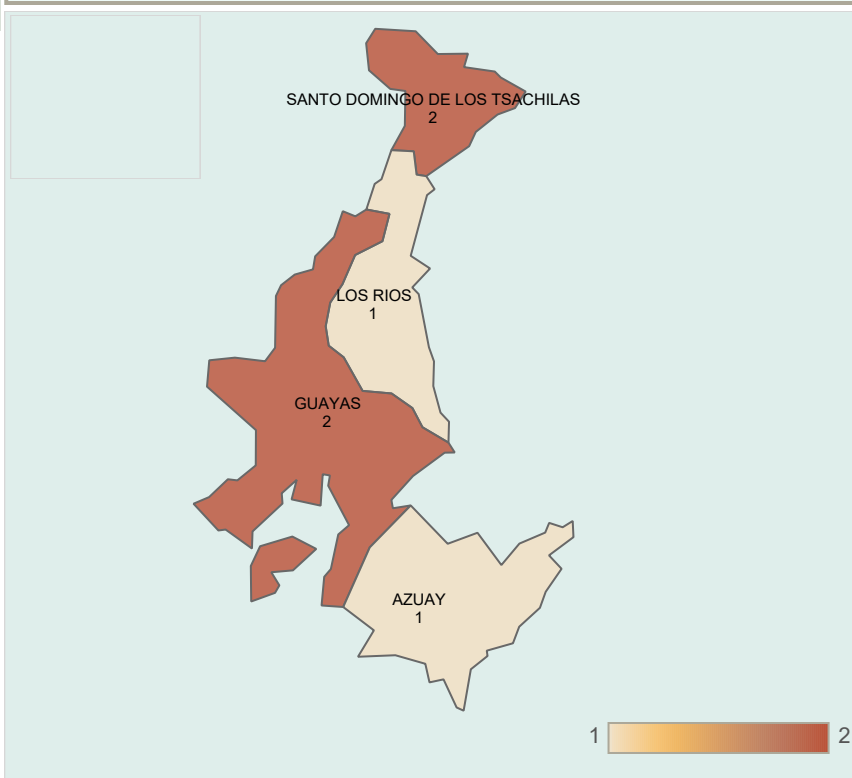 SANTO DOMINGO DE LOS TSACHILAS
2
LOS RIOS
1
GUAYAS
2
AZUAY
1
1 2